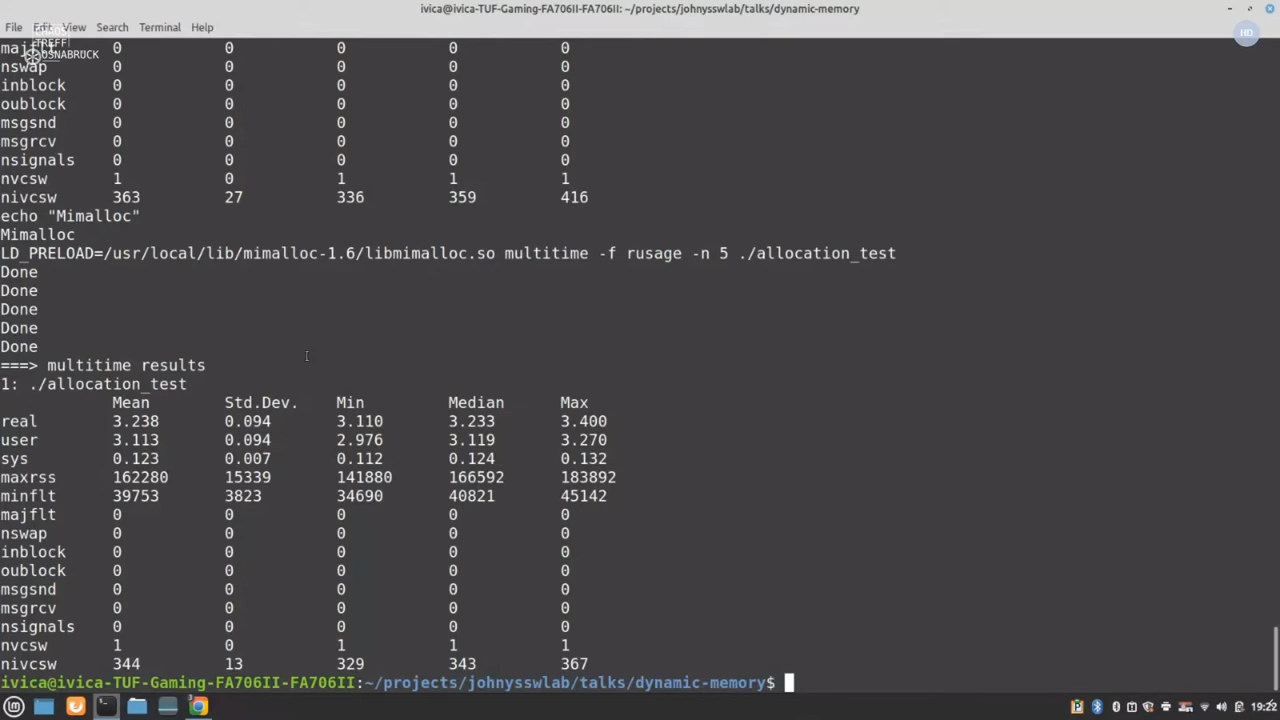 ivica@ivica-TUF-Gaming-FA706II-FA706II: ~/projects/johnysswlab/talks/dynamic-memory
File Edit View Search Terminal Help
HD
TREFF
OSNABRÜCK
majflt 0 0 0 0 0
nswap 0 0 0 0 0
inblock 0 0 0 0 0
oublock 0 0 0 0 0
msgsnd 0 0 0 0 0
msgrcv 0 0 0 0 0
nsignals 0 0 0 0 0
nvcsw 1 0 1 1 1
nivcsw 363 27 336 359 416
echo "Mimalloc"
Mimalloc
LD_PRELOAD=/usr/local/lib/mimalloc-1.6/libmimalloc.so multitime -f rusage -n 5 ./allocation_test
Done
Done
Done
Done
Done
===> multitime results
1: ./allocation_test
Mean Std.Dev. Min Median Max
real 3.238 0.094 3.110 3.233 3.400
user 3.113 0.094 2.976 3.119 3.270
sys 0.123 0.007 0.112 0.124 0.132
maxrss 162280 15339 141880 166592 183892
minflt 39753 3823 34690 40821 45142
majflt 0 0 0 0 0
nswap 0 0 0 0 0
inblock 0 0 0 0 0
oublock 0 0 0 0 0
msgsnd 0 0 0 0 0
msgrcv 0 0 0 0 0
nsignals 0 0 0 0 0
nvcsw 1 0 1 1 1
nivcsw 344 13 329 343 367
ivica@ivica-TUF-Gaming-FA706II-FA706II:~/projects/johnysswlab/talks/dynamic-memory$
19:22